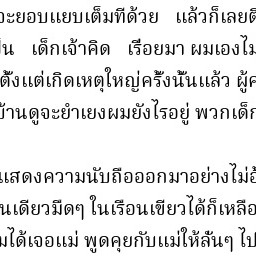 จะยอบแยบเต็มทีด้วย แล้วก็เลยต
็น เด็กเจ้าคิด เรื่อยมา ผมเองไม
ตั้งแต่เกิดเหตุใหญ่ครั้งนั้นแล้ว ผู้ค
บ้านดูจะยำเยงผมยังไรอยู่ พวกเด็ก
แสดงความนับถือออกมาอย่างไม่อ้
นเดียวมืดๆ ในเรือนเขียวได้ก็เหลือ
มได้เจอแม่ พูดคุยกับแม่ให้ลั่นๆ ไป